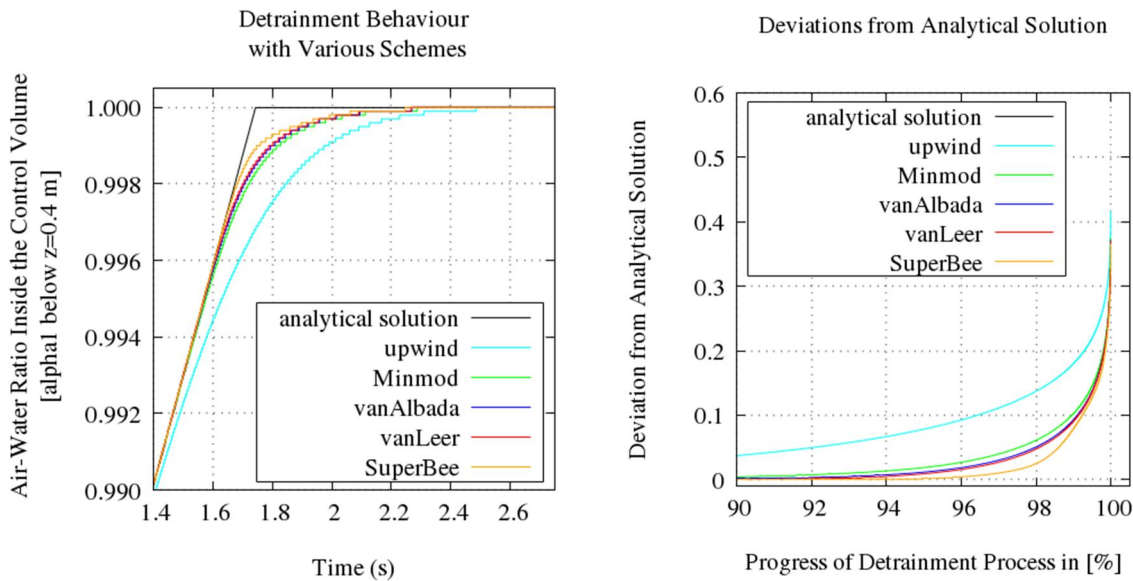 Detrainment Behaviour
with Various Schemes
Air-Water Ratio Inside the Control Volume
[alpha1 below z=0.4 m]
1.000
0.998
0.996
0.994
0.992
0.990
analytical solution
upwind
Minmod
vanAlbada
vanLeer
SuperBee
1.4 1.6 1.8 2 2.2 2.4 2.6
Time (s)
Deviations from Analytical Solution
Deviation from Analytical Solution
0.6
0.5
0.4
0.3
0.2
0.1
0
analytical solution
upwind
Minmod
vanAlbada
vanLeer
SuperBee
90 92 94 96 98 100
Progress of Detrainment Process in [%]